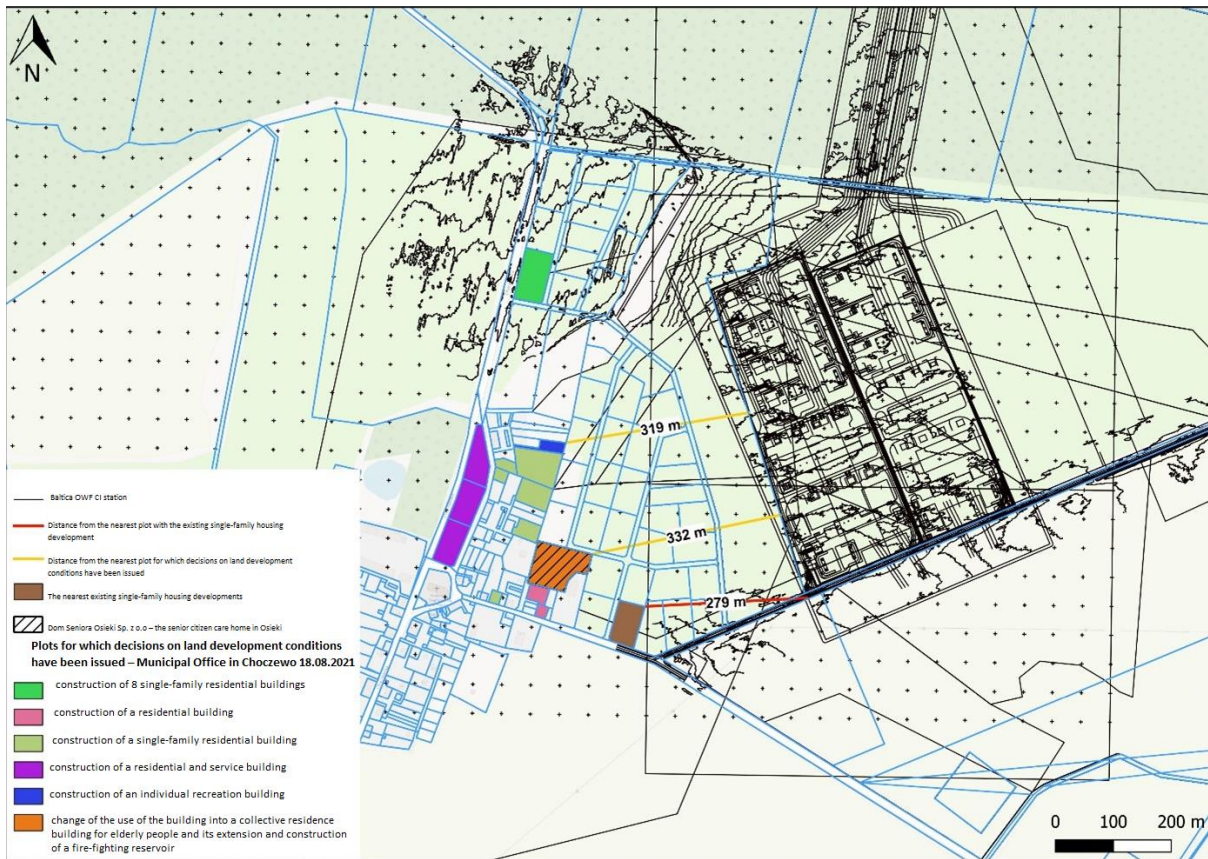 N
319 m
332 m
279 m
Baltica OWF CI station
Distance from the nearest plot with the existing single-family housing
development
Distance from the nearest plot for which decisions on land development
conditions have been issued
The nearest existing single-family housing developments
Dom Seniora Osieki Sp. z o.o – the senior citizen care home in Osieki
Plots for which decisions on land development conditions
have been issued – Municipal Office in Choczewo 18.08.2021
construction of 8 single-family residential buildings
construction of a residential building
construction of a single-family residential building
construction of a residential and service building
construction of an individual recreation building
change of the use of the building into a collective residence
building for elderly people and its extension and construction
of a fire-fighting reservoir
0 100 200 m